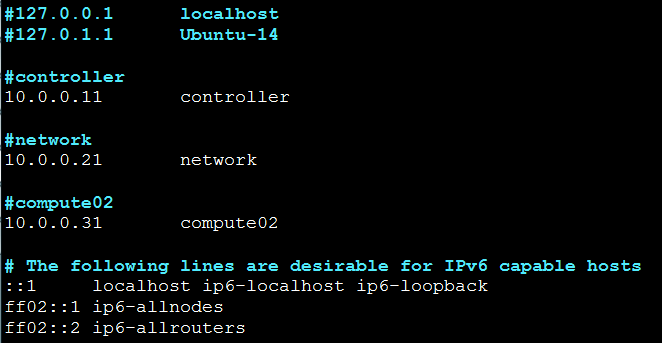 #127.0.0.1 localhost
#127.0.1.1 Ubuntu-14
#controller
10.0.0.11 controller
#network
10.0.0.21 network
#compute02
10.0.0.31 compute02
# The following lines are desirable for IPv6 capable hosts
::1 localhost ip6-localhost ip6-loopback
ff02::1 ip6-allnodes
ff02::2 ip6-allrouters